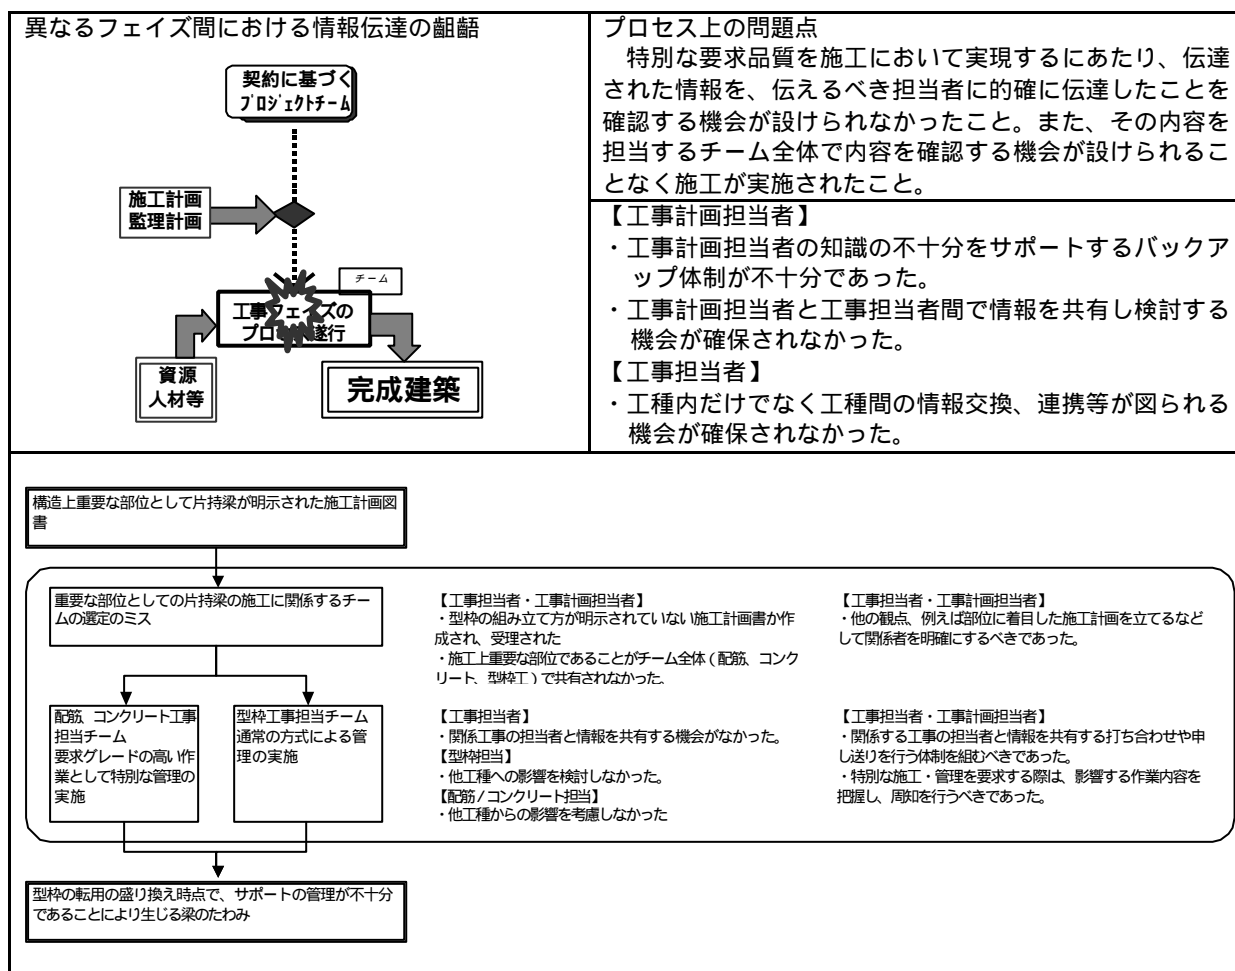 異なるフェイズ間における情報伝達の齟齬
契約に基づく
プロジェクトチーム
施工計画
監理計画
チーム
工事フェイズの
プロ 遂行
資源
人材等
完成建築
プロセス上の問題点
特別な要求品質を施工において実現するにあたり、伝達
された情報を、伝えるべき担当者に的確に伝達したことを
確認する機会が設けられなかったこと。また、その内容を
担当するチーム全体で内容を確認する機会が設けられるこ
となく施工が実施されたこと。
【工事計画担当者】
・工事計画担当者の知識の不十分をサポートするバックア
ップ体制が不十分であった。
・工事計画担当者と工事担当者間で情報を共有し検討する
機会が確保されなかった。
【工事担当者】
・工種内だけでなく工種間の情報交換、連携等が図られる
機会が確保されなかった。
構造上重要な部位として片持梁が明示された施工計画図
書
重要な部位としての片持梁の施工に関係するチー
ムの選定のミス
【工事担当者・工事計画担当者】
・型枠の組み立て方が明示されていない施工計画書か作
成され、受理された
・施工上重要な部位であることがチーム全体（配筋、コンク
リート、型枠工）で共有されなかった。
【工事担当者・工事計画担当者】
・他の観点、例えば部位に着目した施工計画を立てるなど
して関係者を明確にするべきであった。
配筋、コンクリート工事
担当チーム
要求グレードの高い作
業として特別な管理の
実施
型枠工事担当チーム
通常の方式による管
理の実施
【工事担当者】
・関係工事の担当者と情報を共有する機会がなかった。
【型枠担当】
・他工種への影響を検討しなかった。
【配筋/コンクリート担当】
・他工種からの影響を考慮しなかった
【工事担当者・工事計画担当者】
・関係する工事の担当者と情報を共有する打ち合わせや申
し送りを行う体制を組むべきであった。
・特別な施工・管理を要求する際は、影響する作業内容を
把握し、周知を行うべきであった。
型枠の転用の盛り換え時点で、サポートの管理が不十分
であることにより生じる梁のたわみ